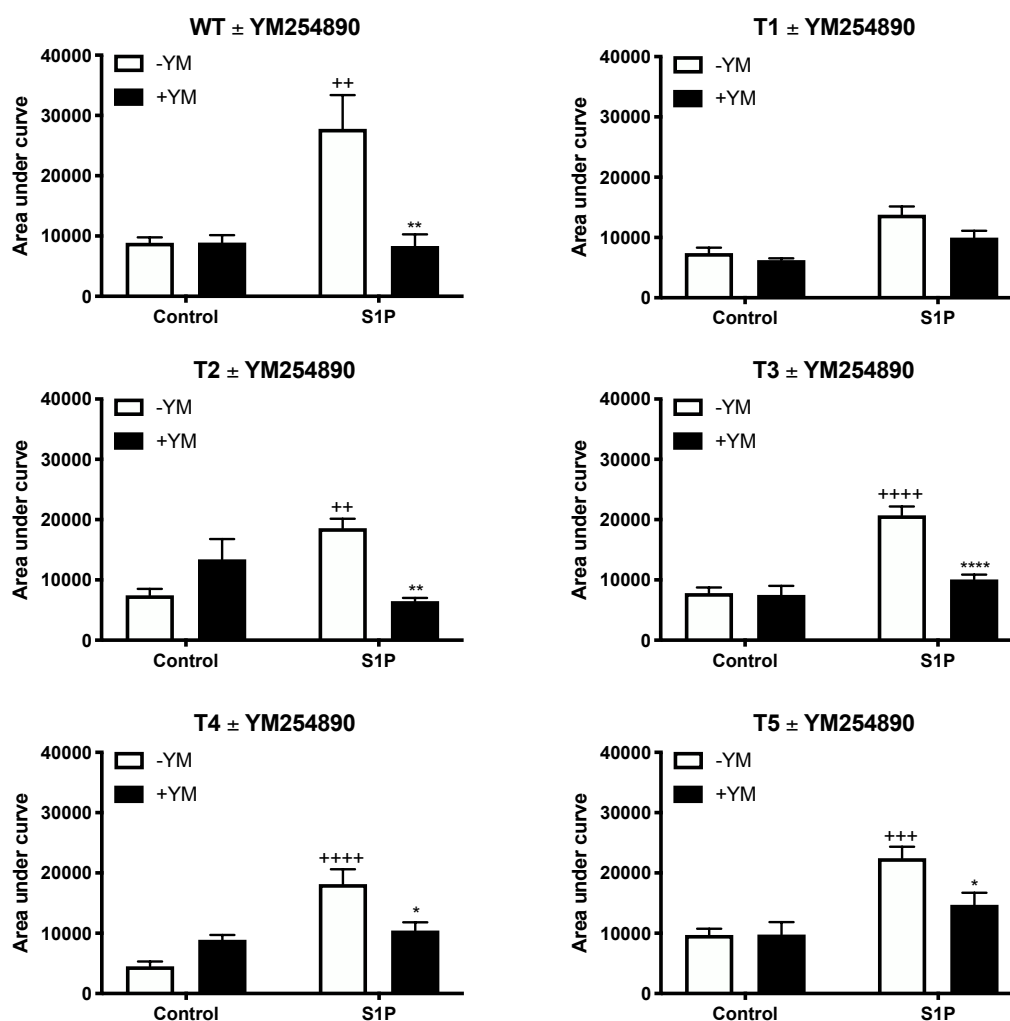 WT ± YM254890
Area under curve
40000
30000
20000
10000
0
-YM
+YM
++
**
Control
S1P
T1 ± YM254890
Area under curve
40000
30000
20000
10000
0
-YM
+YM
Control
S1P
T2 ± YM254890
Area under curve
40000
30000
20000
10000
0
-YM
+YM
++
**
Control
S1P
T3 ± YM254890
Area under curve
40000
30000
20000
10000
0
-YM
+YM
++++
****
Control
S1P
T4 ± YM254890
Area under curve
40000
30000
20000
10000
0
-YM
+YM
++++
*
Control
S1P
T5 ± YM254890
Area under curve
40000
30000
20000
10000
0
-YM
+YM
+++
*
Control
S1P